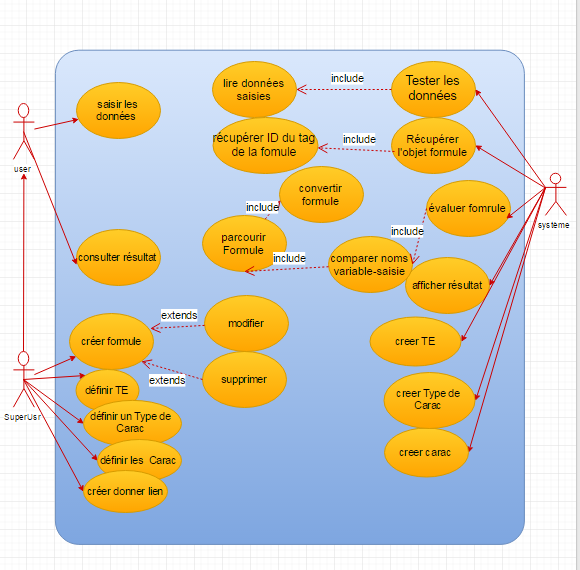 lire données
saisies
include
Tester les
données
saisir les
données
récupérer ID du tag
de la fomule
include
Récupérer
l'objet formule
user
convertir
formule
include
évaluer fomrule
système
parcourir
Formule
include
comparer noms
variable-saisie
include
consulter résultat
afficher résultat
extends
modifier
créer formule
creer TE
extends
supprimer
SuperUsr
définir TE
creer Type de
Carac
définir un Type de
Carac
définir les Carac
creer carac
créer donner lien